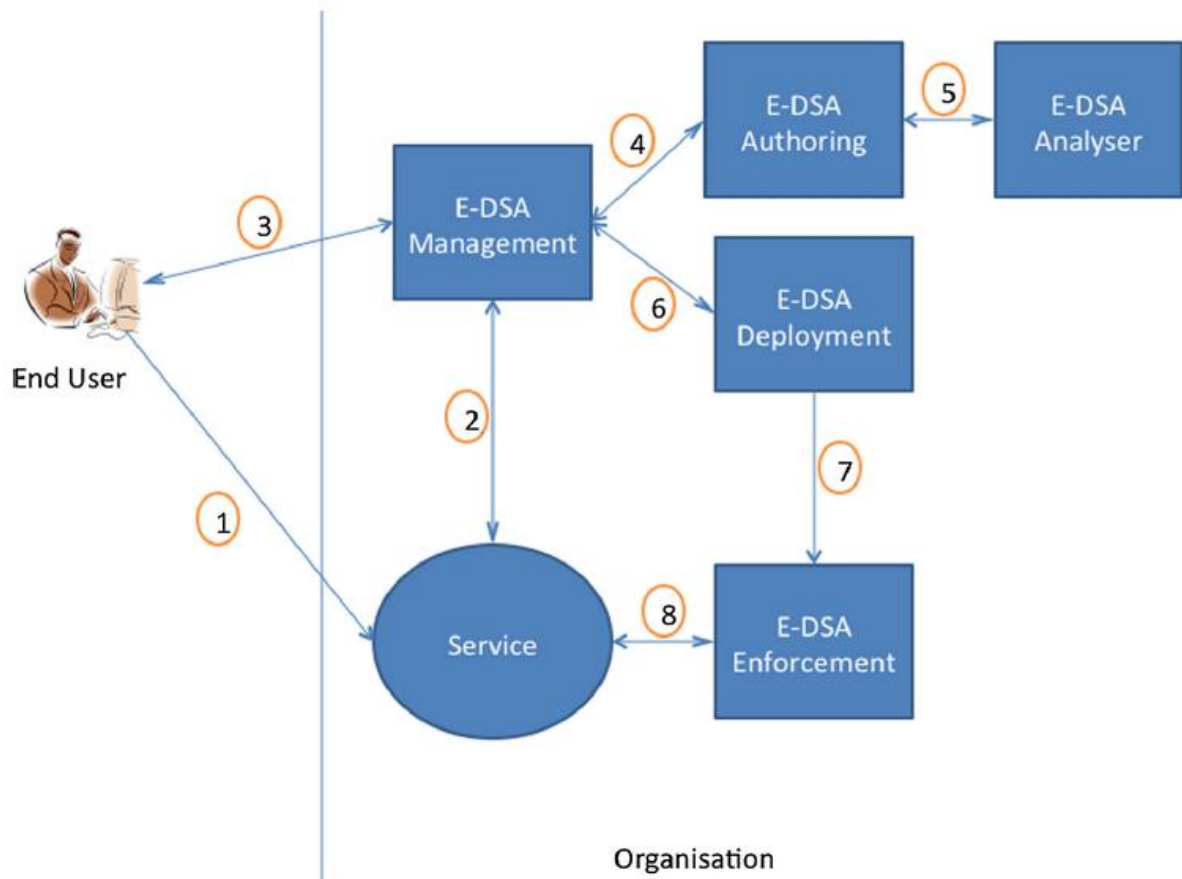 E-DSA
Authoring
5
E-DSA
Analyser
4
E-DSA
Management
3
6
E-DSA
Deployment
End User
2
7
1
Service
8
E-DSA
Enforcement
Organisation